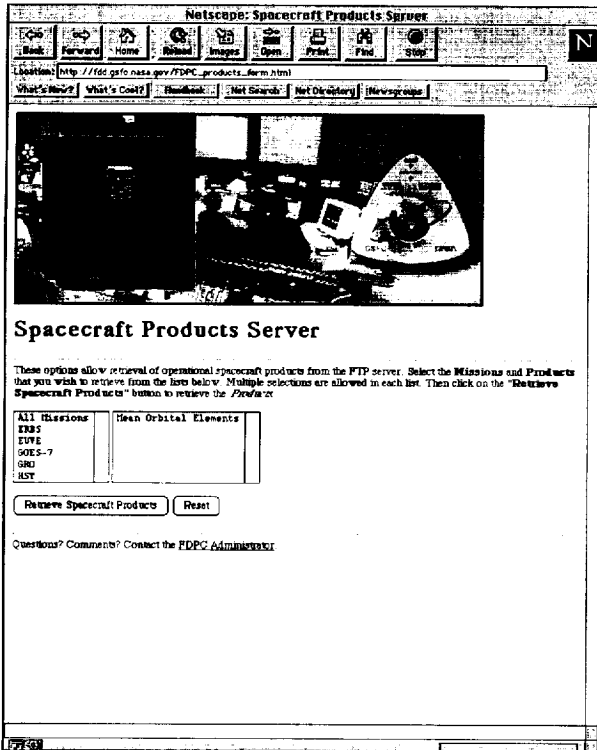 Netscape: Spacecraft Products Server
Back Forward Home Reload Images Open Print Find Stop
N
Location: http://fdd.gsfc.nasa.gov/FDPC_products_form.html
What's New? What's Cool? Handbook Net Search Net Directory Newsgroups
Spacecraft Products Server
These options allow retrieval of operational spacecraft products from the FTP server. Select the Missions and Products
that you wish to retrieve from the lists below. Multiple selections are allowed in each list. Then click on the "Retrieve
Spacecraft Products" button to retrieve the Products
All Missions Mean Orbital Elements
ERBS
EUVE
GOES-7
GRO
HST
Retrieve Spacecraft Products Reset
Questions? Comments? Contact the FDPC Administrator